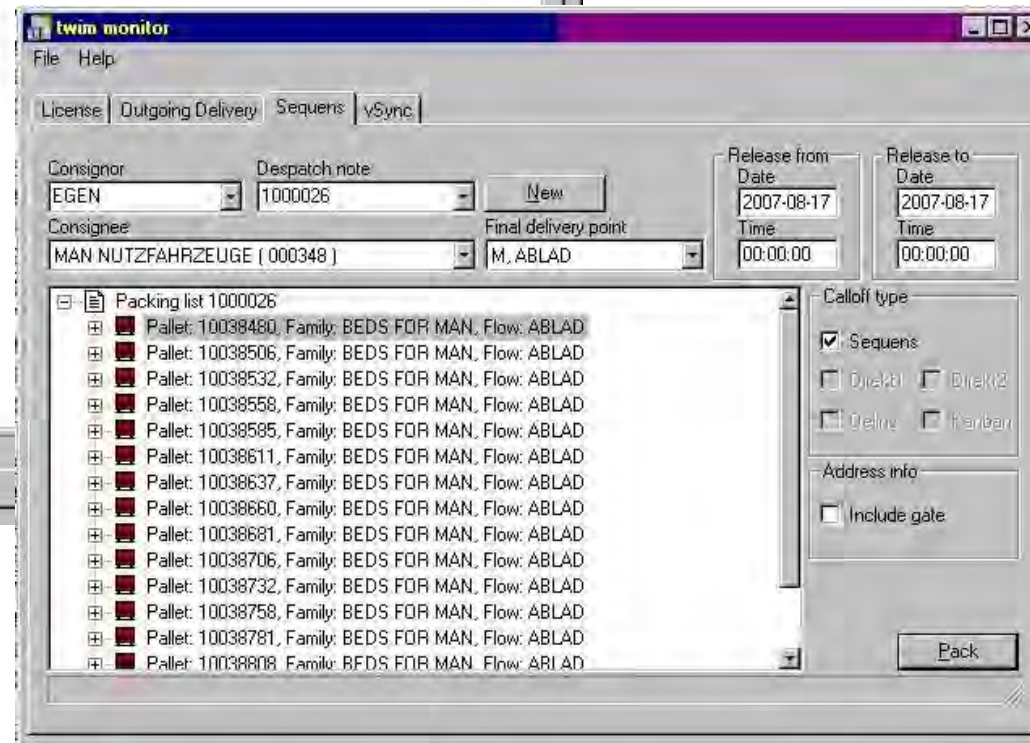 twim monitor
File Help
License Outgoing Delivery Sequens vSync
Consignor Despatch note
EGEN 1000026 New
Consignee Final delivery point
MAN NUTZFAHRZEUGE ( 000348 ) M, ABLAD
Release from
Date
2007-08-17
Time
00:00:00
Release to
Date
2007-08-17
Time
00:00:00
Packing list 1000026
Pallet: 10038480, Family: BEDS FOR MAN, Flow: ABLAD
Pallet: 10038506, Family: BEDS FOR MAN, Flow: ABLAD
Pallet: 10038532, Family: BEDS FOR MAN, Flow: ABLAD
Pallet: 10038558, Family: BEDS FOR MAN, Flow: ABLAD
Pallet: 10038585, Family: BEDS FOR MAN, Flow: ABLAD
Pallet: 10038611, Family: BEDS FOR MAN, Flow: ABLAD
Pallet: 10038637, Family: BEDS FOR MAN, Flow: ABLAD
Pallet: 10038660, Family: BEDS FOR MAN, Flow: ABLAD
Pallet: 10038681, Family: BEDS FOR MAN, Flow: ABLAD
Pallet: 10038706, Family: BEDS FOR MAN, Flow: ABLAD
Pallet: 10038732, Family: BEDS FOR MAN, Flow: ABLAD
Pallet: 10038758, Family: BEDS FOR MAN, Flow: ABLAD
Pallet: 10038781, Family: BEDS FOR MAN, Flow: ABLAD
Pallet: 10038808, Family: BEDS FOR MAN, Flow: ABLAD
Calloff type
Sequens
Direkt1 Direkt2
Kanban
Address info
Include gate
Pack